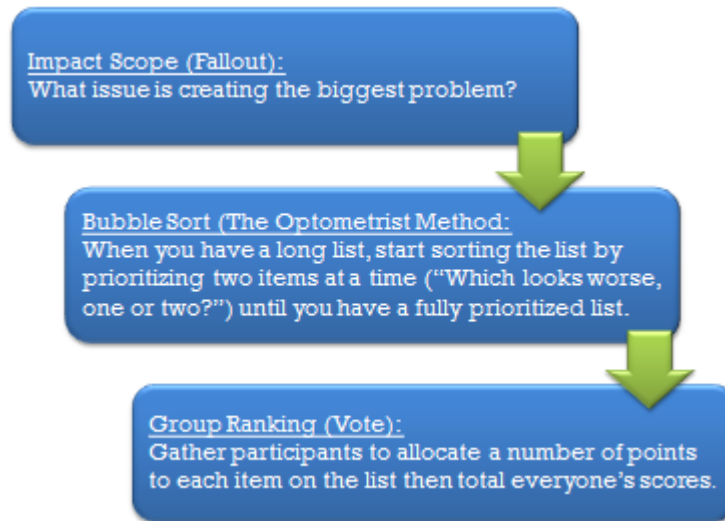 Impact Scope (Fallout):
What issue is creating the biggest problem?
Bubble Sort (The Optometrist Method:
When you have a long list, start sorting the list by
prioritizing two items at a time (“Which looks worse,
one or two?”) until you have a fully prioritized list.
Group Ranking (Vote):
Gather participants to allocate a number of points
to each item on the list then total everyone’s scores.